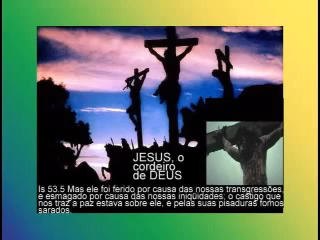 JESUS, o
cordeiro
de DEUS
Is 53.5 Mas ele foi ferido por causa das nossas transgressões,
e esmagado por causa das nossas iniqüidades; o castigo que
nos traz a paz estava sobre ele, e pelas suas pisaduras fomos
sarados.